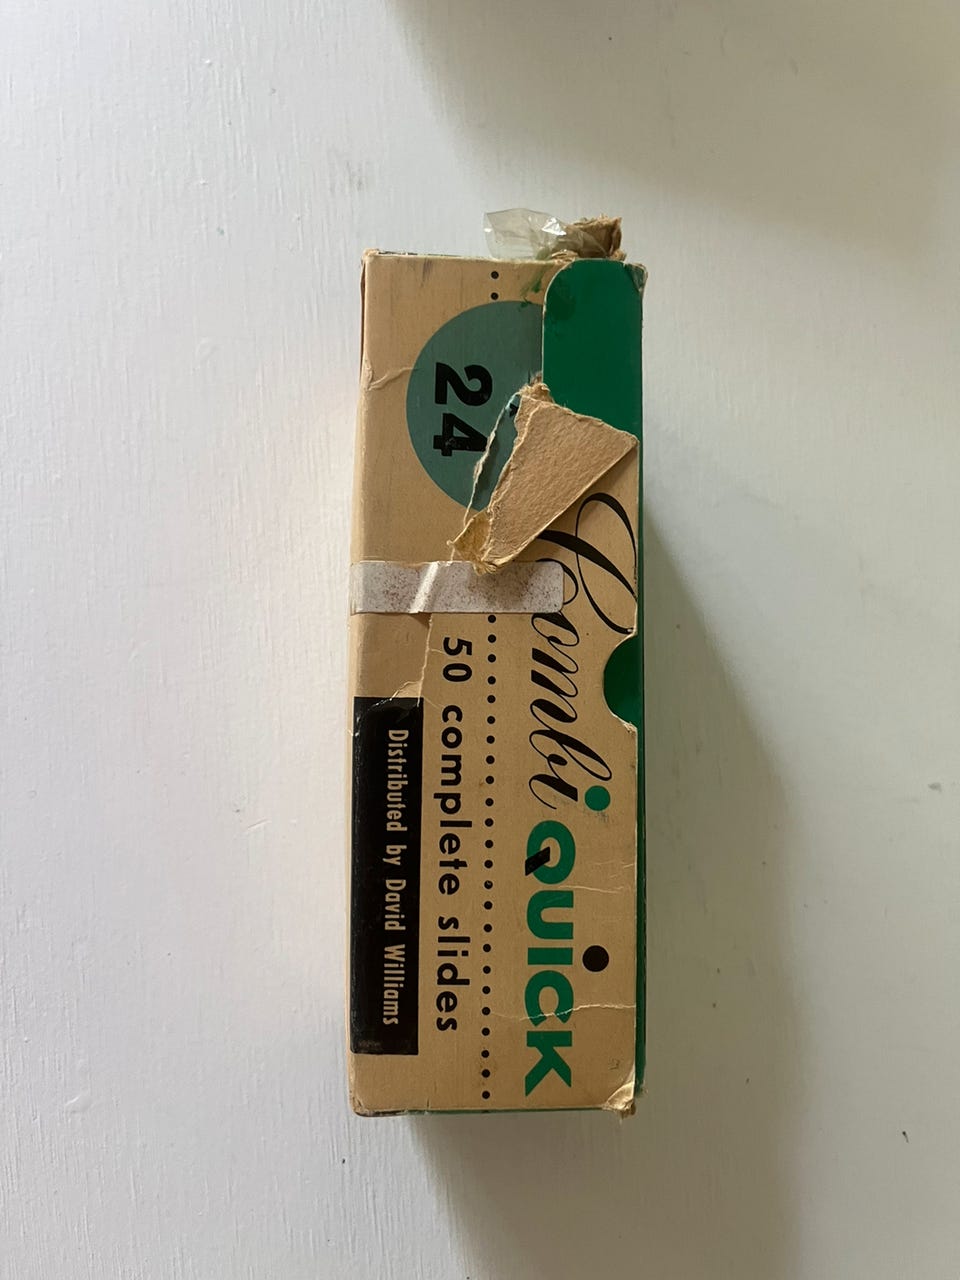 24
Combi QUICK
50 complete slides
Distributed by David Williams